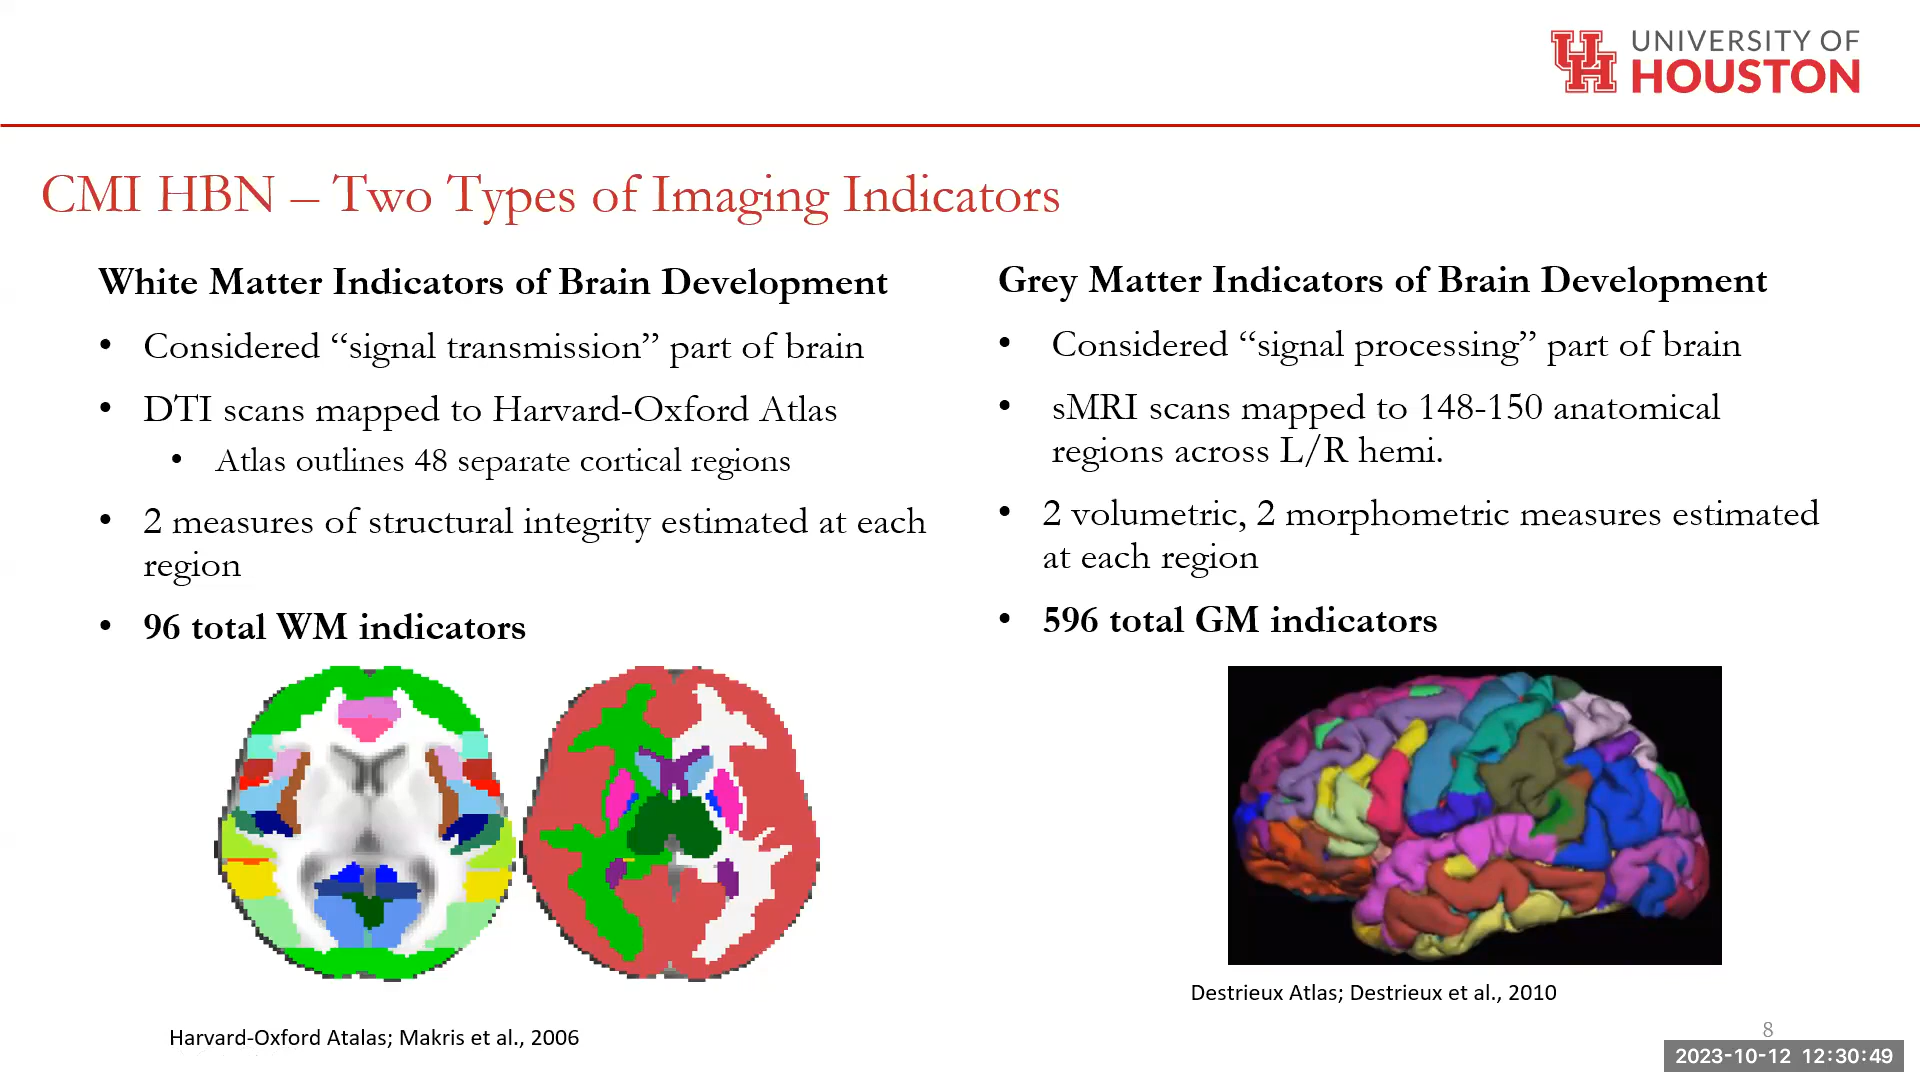 UNIVERSITY OF
HOUSTON
CMI HBN – Two Types of Imaging Indicators
White Matter Indicators of Brain Development
• Considered “signal transmission” part of brain
• DTI scans mapped to Harvard-Oxford Atlas
• Atlas outlines 48 separate cortical regions
• 2 measures of structural integrity estimated at each
region
• 96 total WM indicators
Harvard-Oxford Atalas; Makris et al., 2006
Grey Matter Indicators of Brain Development
• Considered “signal processing” part of brain
• sMRI scans mapped to 148-150 anatomical
regions across L/R hemi.
• 2 volumetric, 2 morphometric measures estimated
at each region
• 596 total GM indicators
Destrieux Atlas; Destrieux et al., 2010
8
2023-10-12 12:30:49